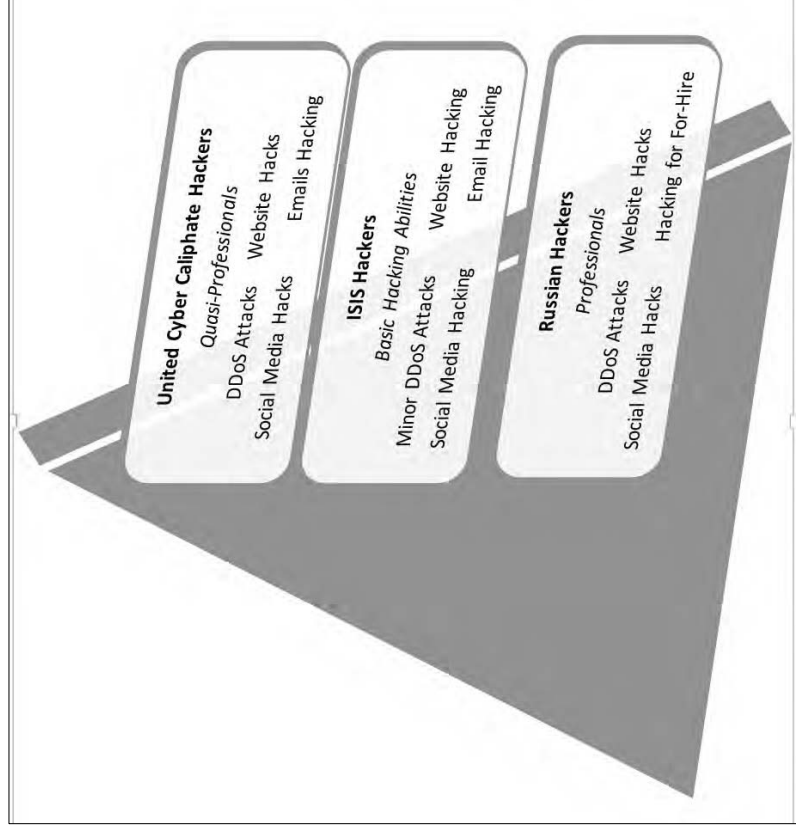 United Cyber Caliphate Hackers
Quasi-Professionals
DDoS Attacks Website Hacks
Social Media Hacks Emails Hacking
ISIS Hackers
Basic Hacking Abilities
Minor DDoS Attacks Website Hacking
Social Media Hacking Email Hacking
Russian Hackers
Professionals
DDoS Attacks Website Hacks
Social Media Hacks Hacking for For-Hire